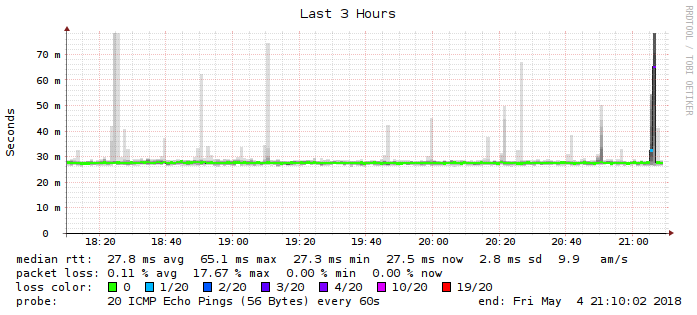 Last 3 Hours
RRDTOOL / TOBI OETIKER
Seconds
70 m
60 m
50 m
40 m
30 m
20 m
10 m
0
18:20 18:40 19:00 19:20 19:40 20:00 20:20 20:40 21:00
median rtt: 27.8 ms avg 65.1 ms max 27.3 ms min 27.5 ms now 2.8 ms sd 9.9 am/s
packet loss: 0.11 % avg 17.67 % max 0.00 % min 0.00 % now
loss color: 0 1/20 2/20 3/20 4/20 10/20 19/20
probe: 20 ICMP Echo Pings (56 Bytes) every 60s end: Fri May 4 21:10:02 2018